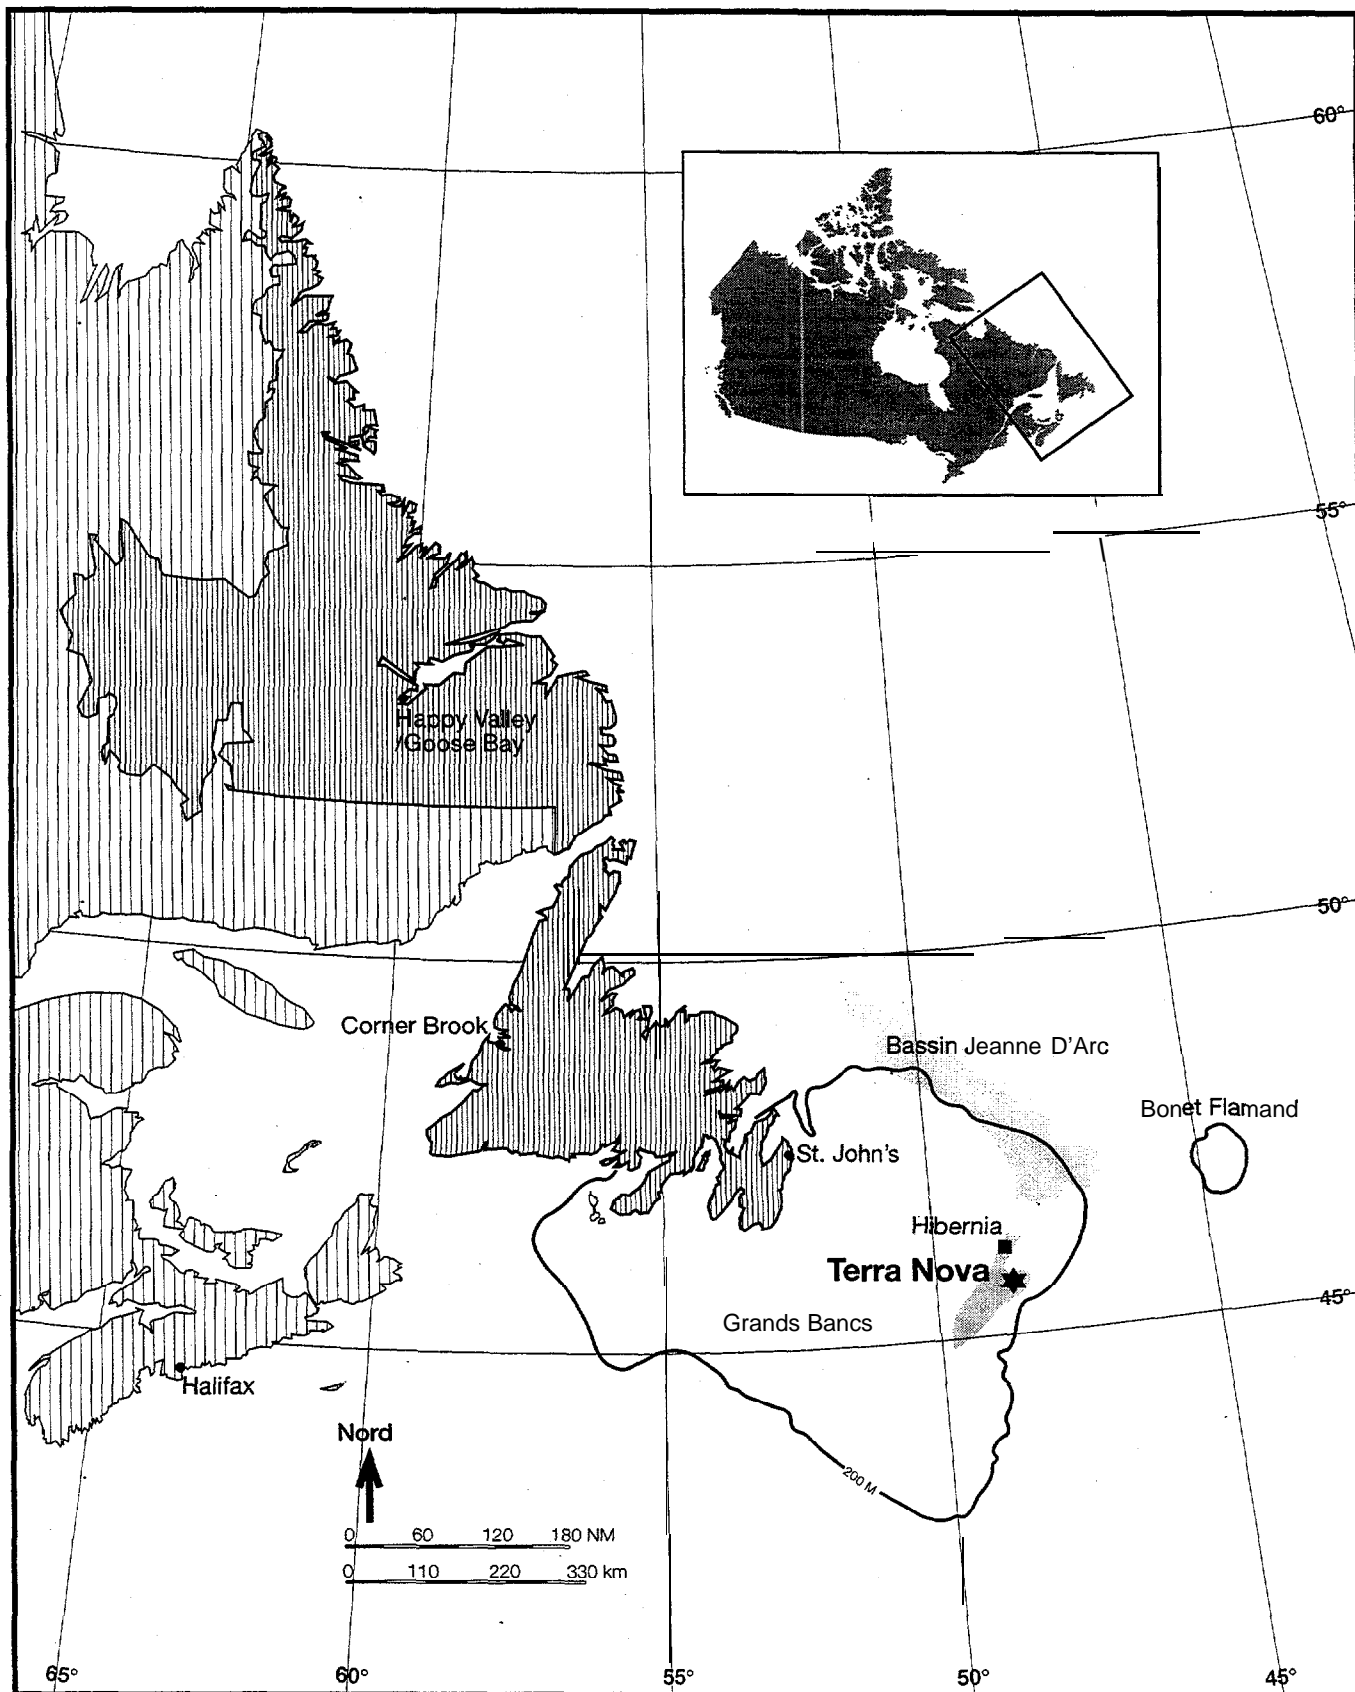 60°
55°
Happy Valley
/Goose Bay
50°
Corner Brook
Bassin Jeanne D'Arc
Bonet Flamand
St. John's
Hibernia
Terra Nova
45°
Grands Bancs
Halifax
Nord
200 M
0 60 120 180 NM
0 110 220 330 km
65° 60° 55° 50° 45°